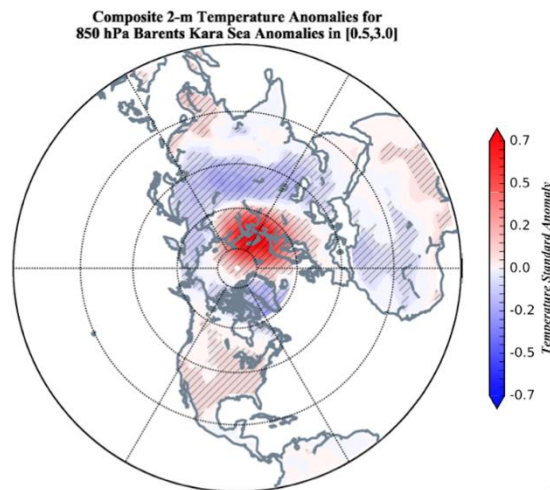 Composite 2-m Temperature Anomalies for
850 hPa Barents Kara Sea Anomalies in [0.5,3.0]
0.7
0.5
0.2
0.0
-0.2
-0.5
-0.7
Temperature Standard Anomaly